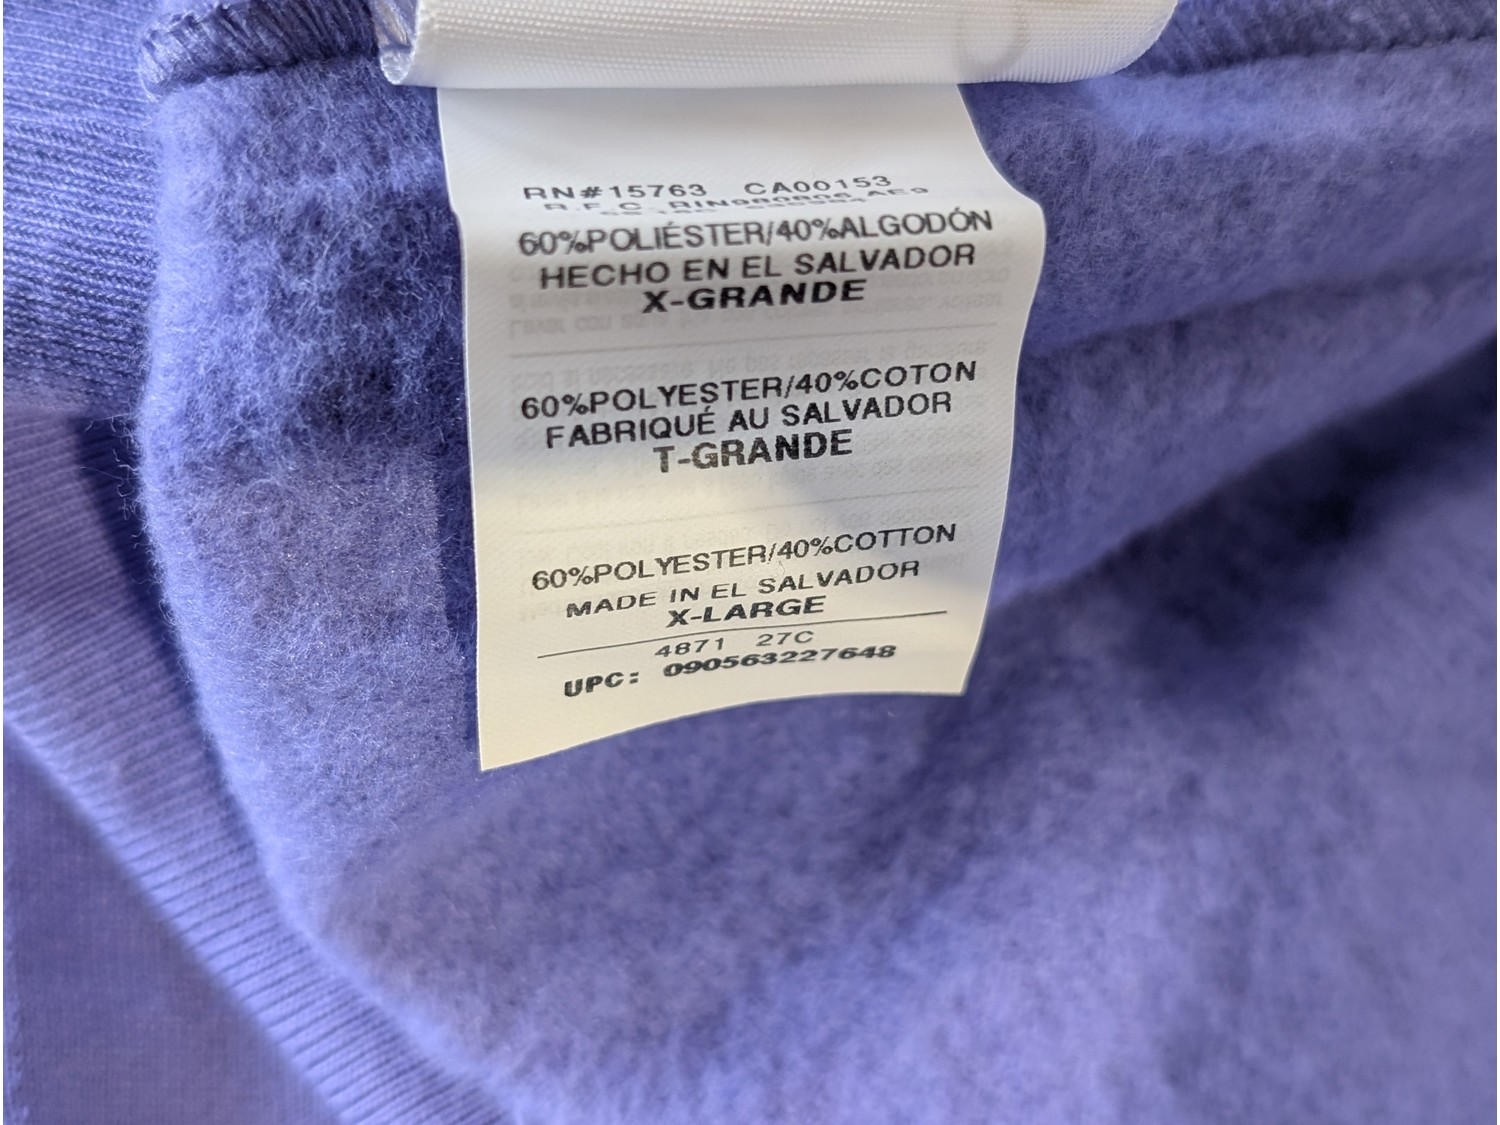 RN#15763 CA00153
R.F.C.
60%POLIÉSTER/40%ALGODÓN
HECHO EN EL SALVADOR
X-GRANDE
60%POLYESTER/40%COTON
FABRIQUÉ AU SALVADOR
T-GRANDE
60%POLYESTER/40%COTTON
MADE IN EL SALVADOR
X-LARGE
4871 27C
UPC: 090563227648